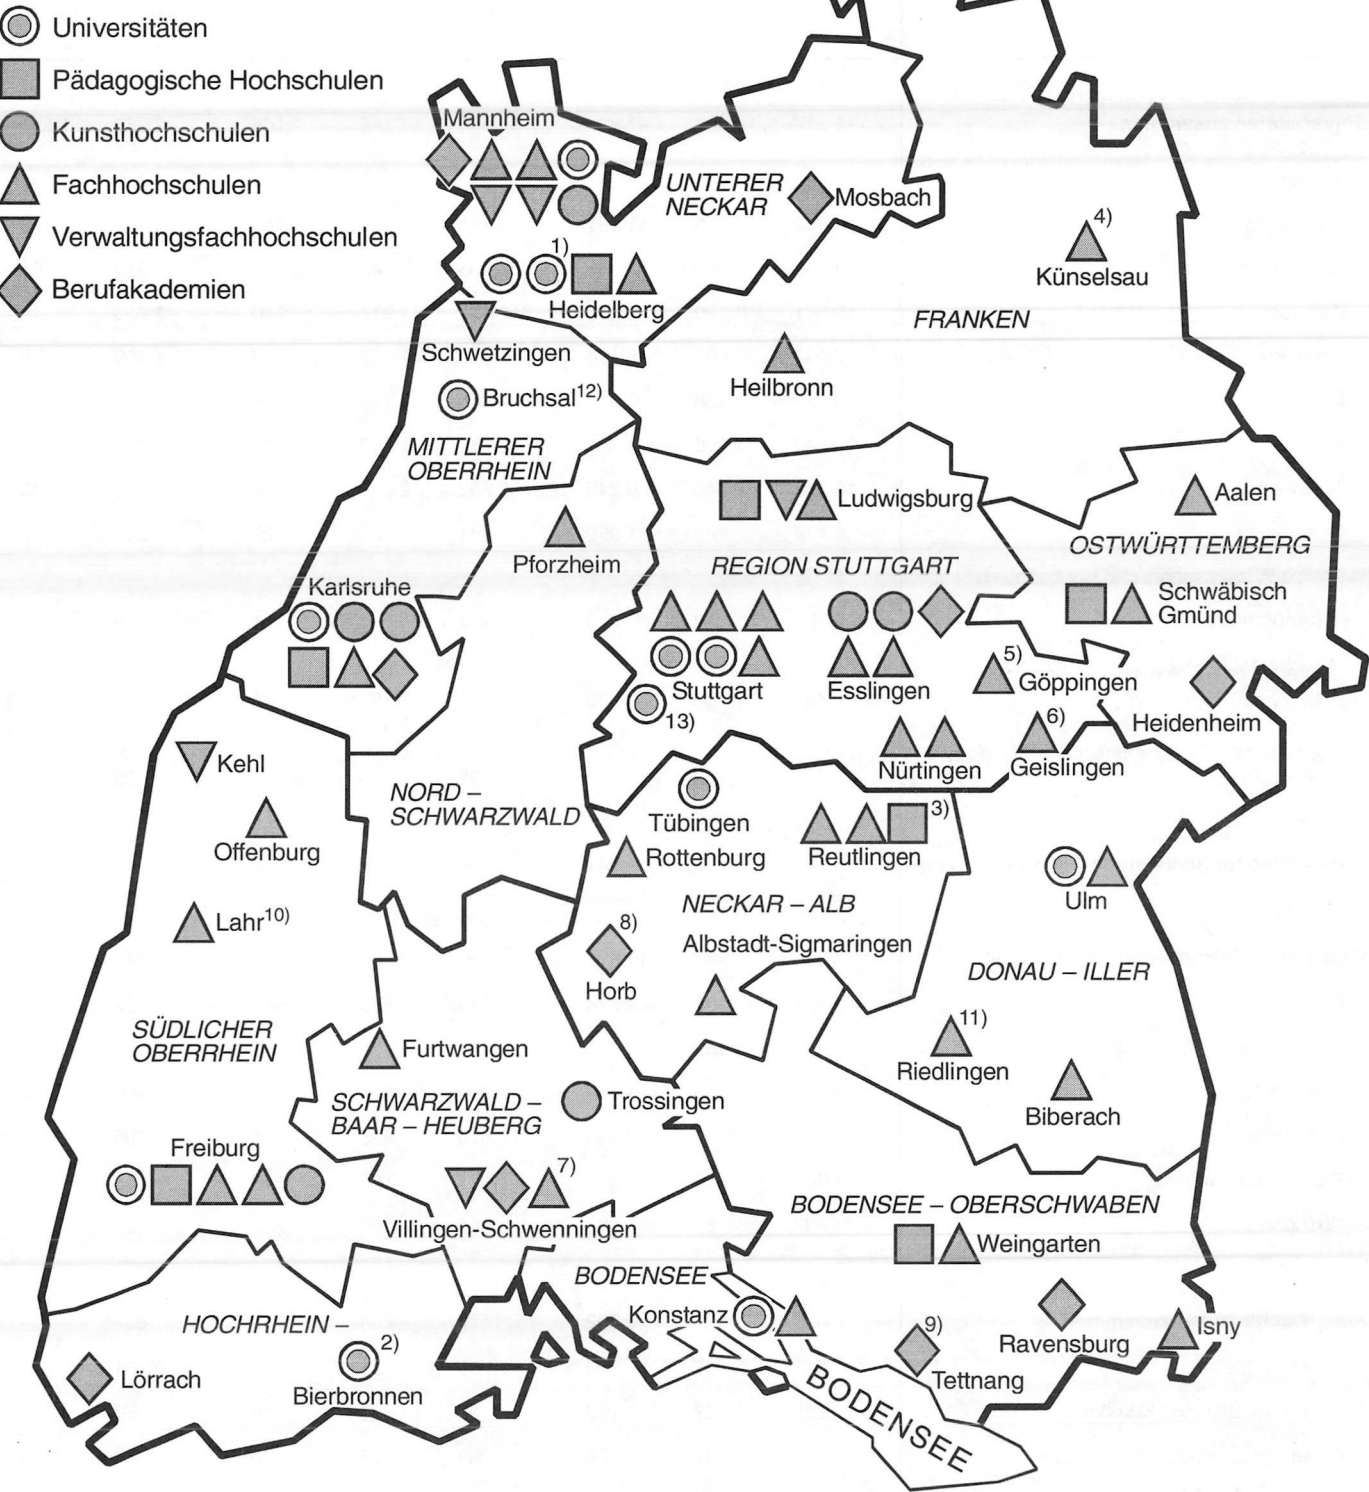 Universitäten
Pädagogische Hochschulen
Kunsthochschulen
Fachhochschulen
Verwaltungsfachhochschulen
Berufakademien
Mannheim
UNTERER
NECKAR
Mosbach
4)
Künselsau
1)
Heidelberg
FRANKEN
Schwetzingen
Heilbronn
Bruchsal12)
MITTLERER
OBERRHEIN
Ludwigsburg
Aalen
OSTWÜRTTEMBERG
Pforzheim
REGION STUTTGART
Karlsruhe
Schwäbisch
Gmünd
Stuttgart
13)
Esslingen
5)
Göppingen
Heidenheim
6)
Nürtingen
Geislingen
Kehl
NORD –
SCHWARZWALD
Tübingen
3)
Reutlingen
Offenburg
Rottenburg
Ulm
Lahr10)
NECKAR – ALB
8)
Horb
Albstadt-Sigmaringen
DONAU – ILLER
SÜDLICHER
OBERRHEIN
11)
Riedlingen
Furtwangen
SCHWARZWALD –
BAAR – HEUBERG
Trossingen
Biberach
Freiburg
7)
Villingen-Schwenningen
BODENSEE – OBERSCHWABEN
Weingarten
BODENSEE
Konstanz
HOCHRHEIN –
2)
Bierbronnen
Lörrach
9)
Tettnang
Ravensburg
Isny
BODENSEE